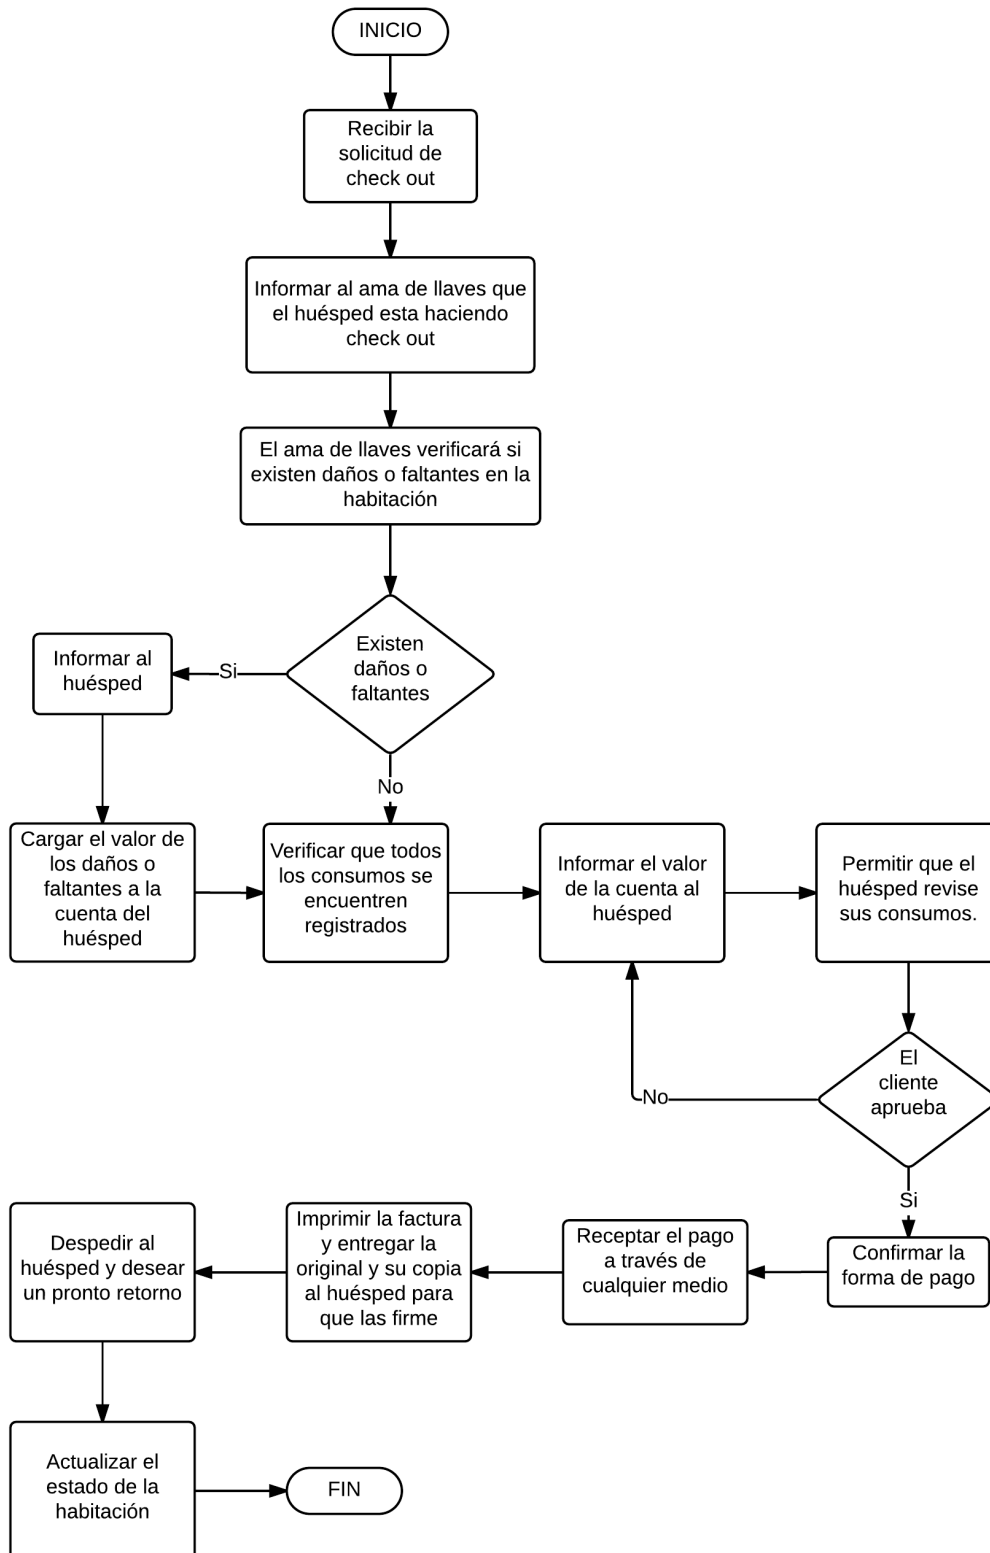 INICIO
Recibir la
solicitud de
check out
Informar al ama de llaves que
el huésped esta haciendo
check out
El ama de llaves verificará si
existen daños o faltantes en la
habitación
Existen
daños o
faltantes
Si
Informar al
huésped
No
Cargar el valor de
los daños o
faltantes a la
cuenta del
huésped
Verificar que todos
los consumos se
encuentren
registrados
Informar el valor
de la cuenta al
huésped
Permitir que el
huésped revise
sus consumos.
El
cliente
aprueba
No
Si
Confirmar la
forma de pago
Receptar el pago
a través de
cualquier medio
Imprimir la factura
y entregar la
original y su copia
al huésped para
que las firme
Despedir al
huésped y desear
un pronto retorno
Actualizar el
estado de la
habitación
FIN